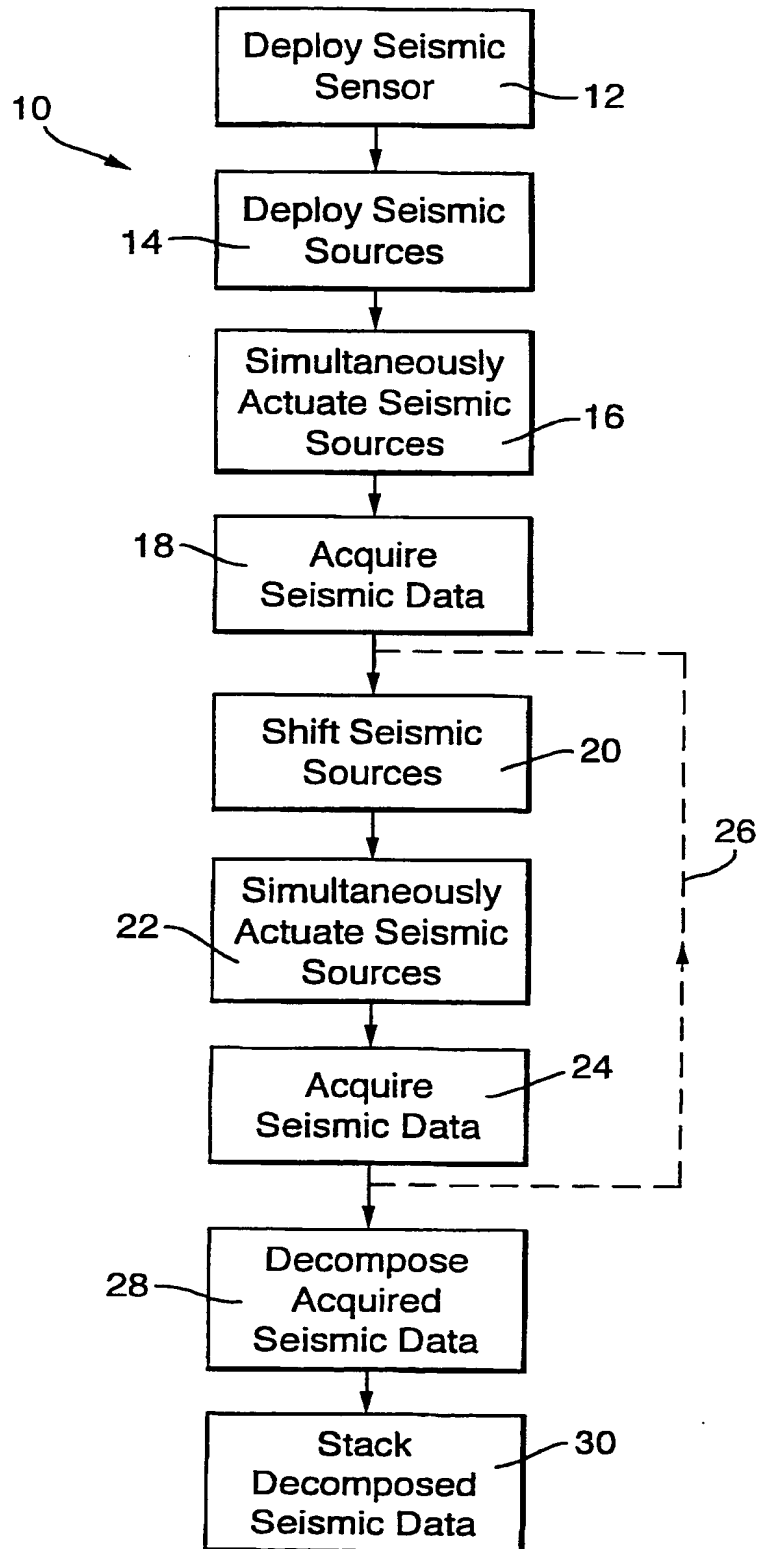 Deploy Seismic
Sensor
12
10
Deploy Seismic
Sources
14
Simultaneously
Actuate Seismic
Sources
16
18
Acquire
Seismic Data
Shift Seismic
Sources
20
26
Simultaneously
Actuate Seismic
Sources
22
Acquire
Seismic Data
24
Decompose
Acquired
Seismic Data
28
Stack
Decomposed
Seismic Data
30